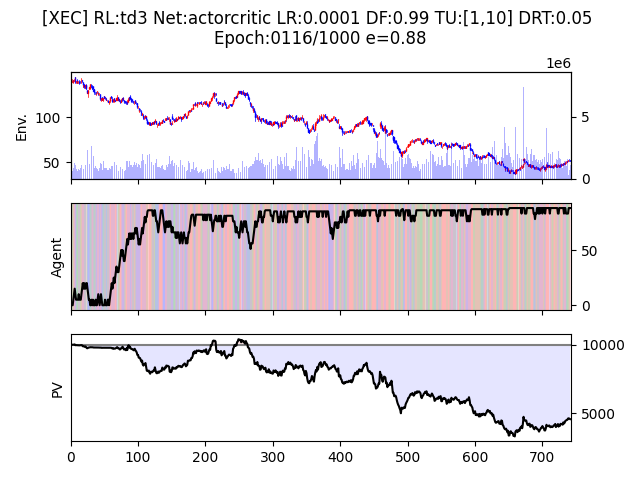 [XEC] RL:td3 Net:actorcritic LR:0.0001 DF:0.99 TU:[1,10] DRT:0.05
Epoch:0116/1000 e=0.88
1e6
Env.
100
50
5
0
Agent
50
0
PV
10000
5000
0 100 200 300 400 500 600 700